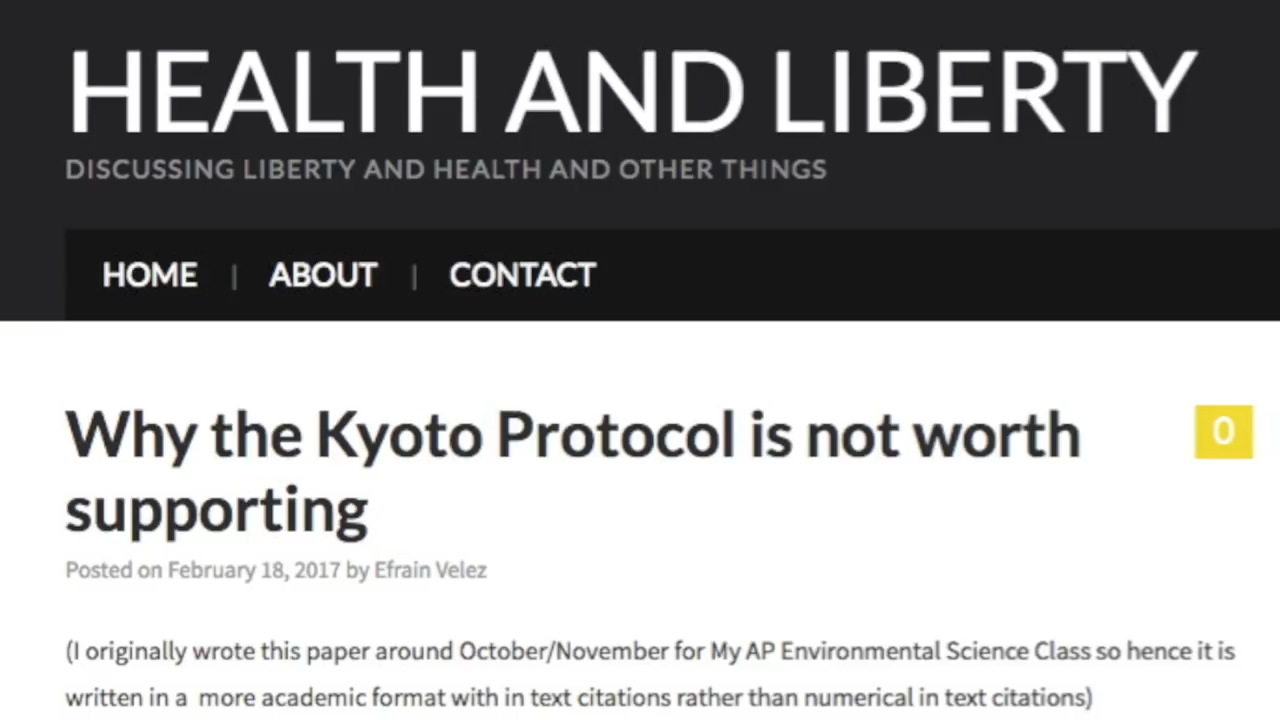 HEALTH AND LIBERTY
DISCUSSING LIBERTY AND HEALTH AND OTHER THINGS
HOME | ABOUT | CONTACT
Why the Kyoto Protocol is not worth
0
supporting
Posted on February 18, 2017 by Efrain Velez
(I originally wrote this paper around October/November for My AP Environmental Science Class so hence it is
written in a  more academic format with in text citations rather than numerical in text citations)